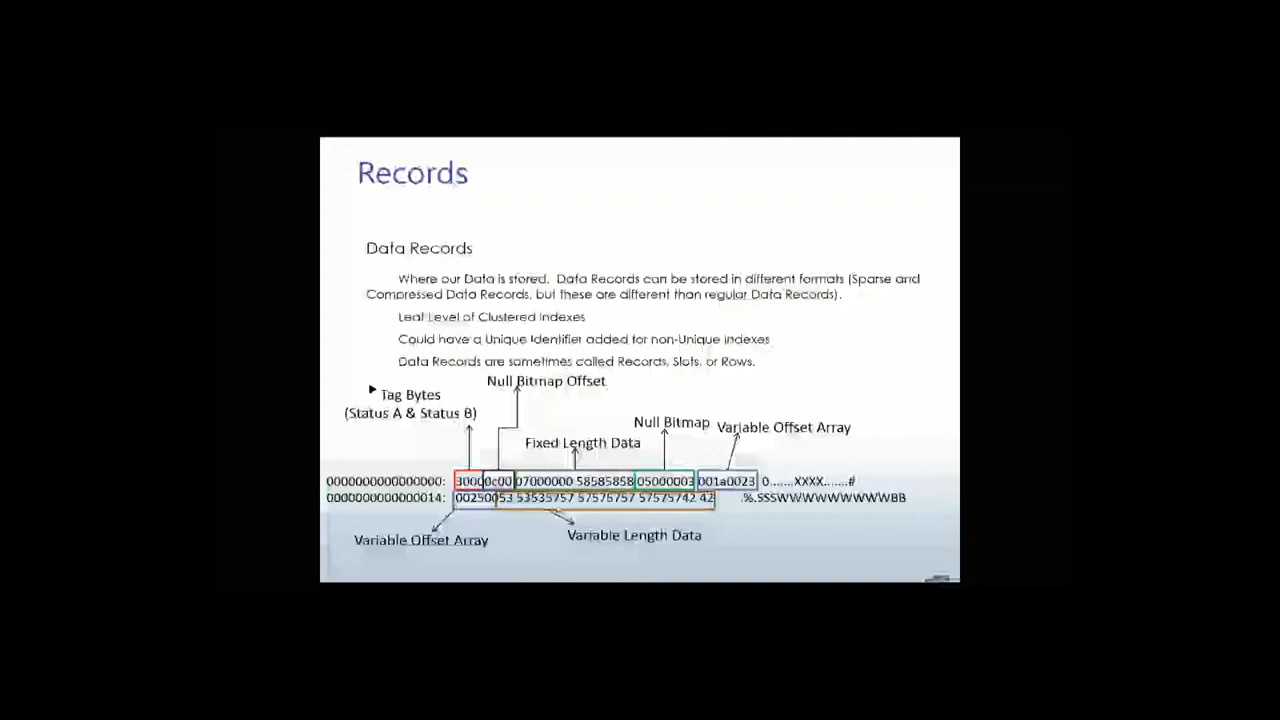 Records
Data Records
Where our Data is stored. Data Records can be stored in different formats (Sparse and
Compressed Data Records, but these are different than regular Data Records).
Leaf Level of Clustered Indexes
Could have a Unique Identifier added for non-Unique Indexes
Data Records are sometimes called Records, Slots, or Rows.
Null Bitmap Offset
Tag Bytes
(Status A & Status B)
Null Bitmap
Variable Offset Array
Fixed Length Data
0000000000000000: 30000c00 07000000 58585858 05000003 001a0023 0.......XXXX.......#
0000000000000014: 00250053 53535757 57575757 57575742 42 .%.SSSWWWWWWWWWBB
Variable Offset Array
Variable Length Data